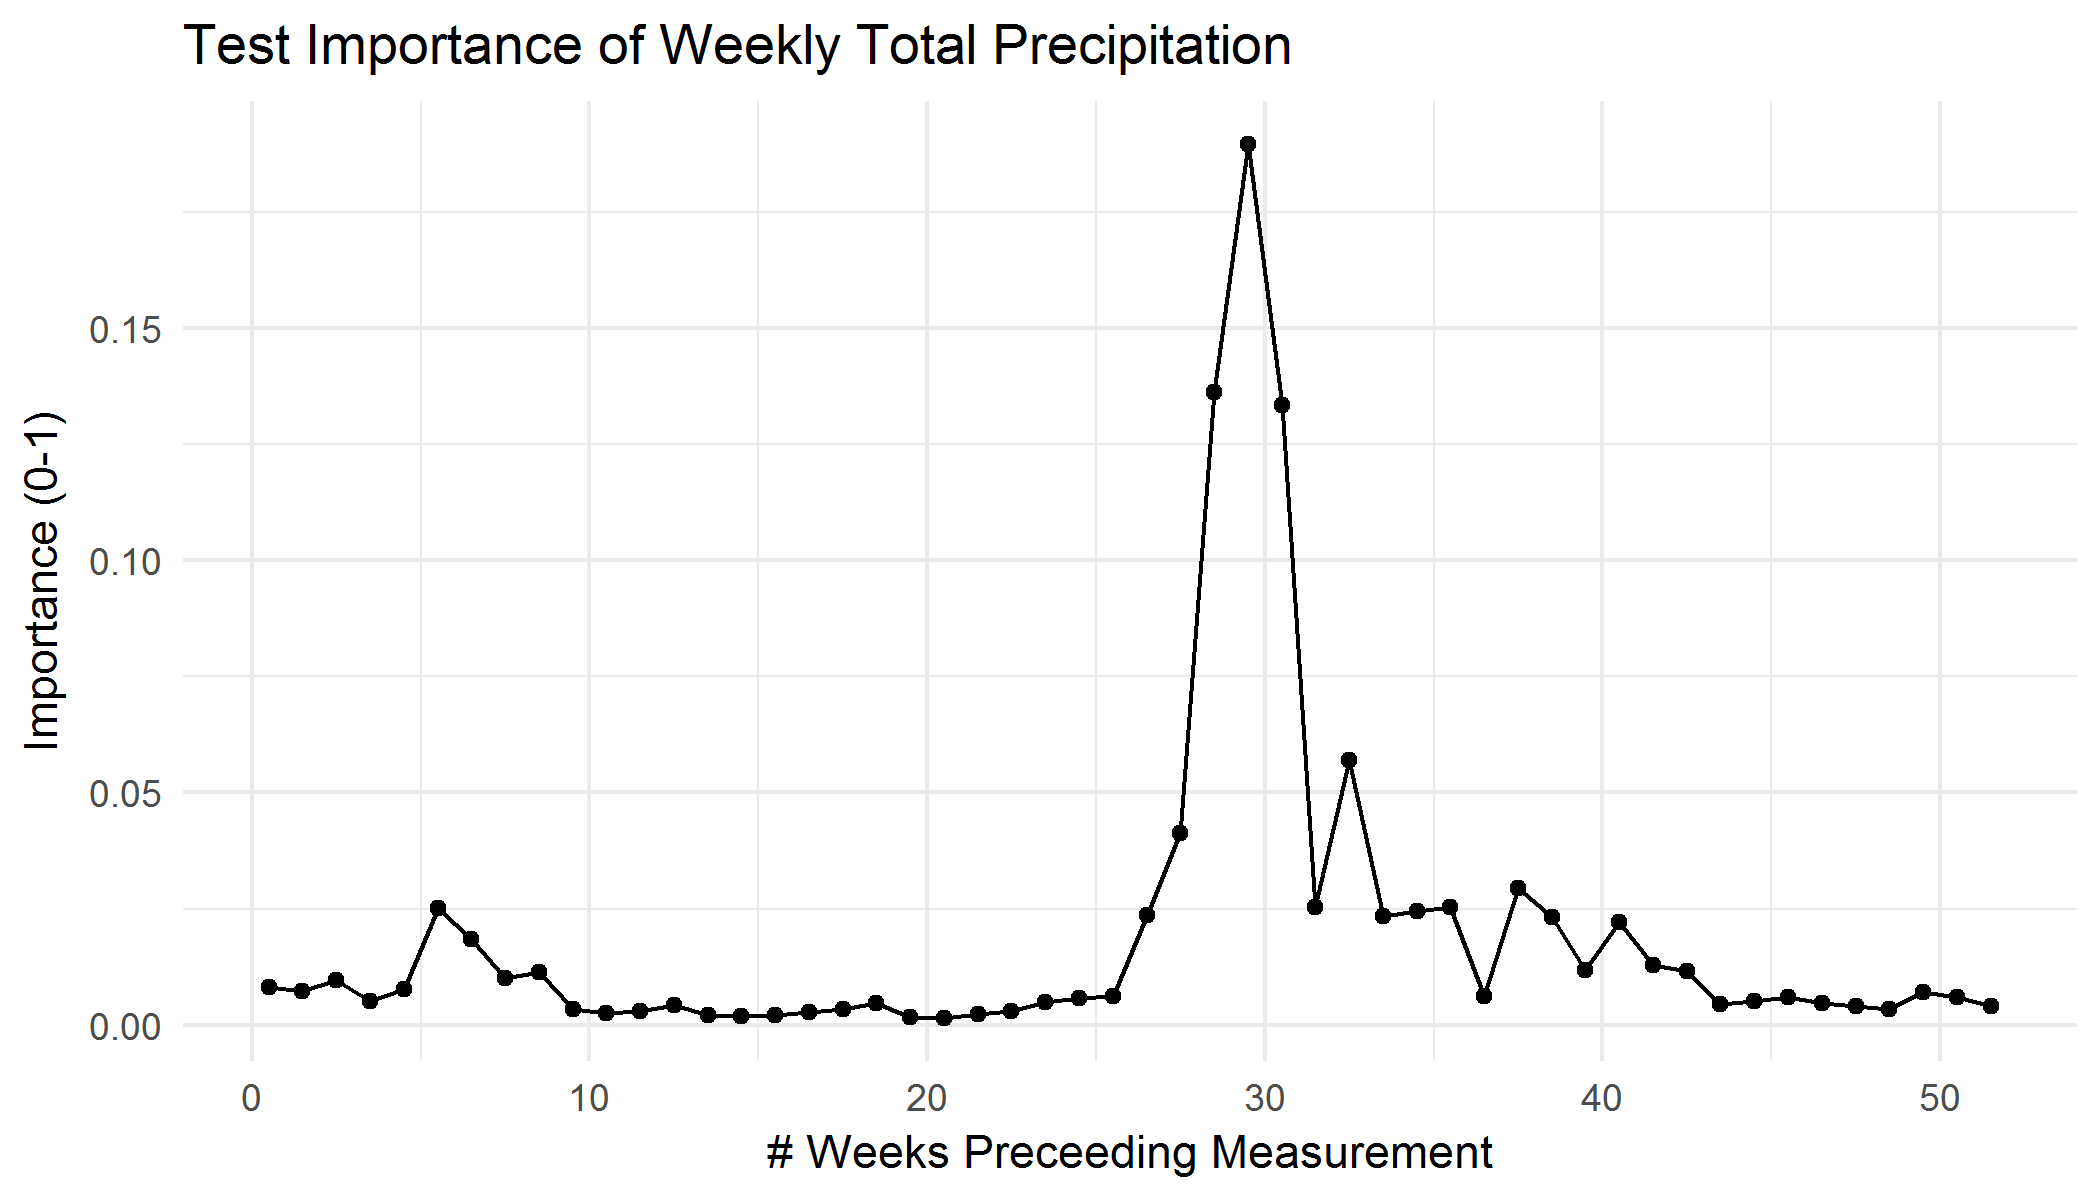 Test Importance of Weekly Total Precipitation
Importance (0-1)
0.15
0.10
0.05
0.00
0 10 20 30 40 50
# Weeks Preceeding Measurement